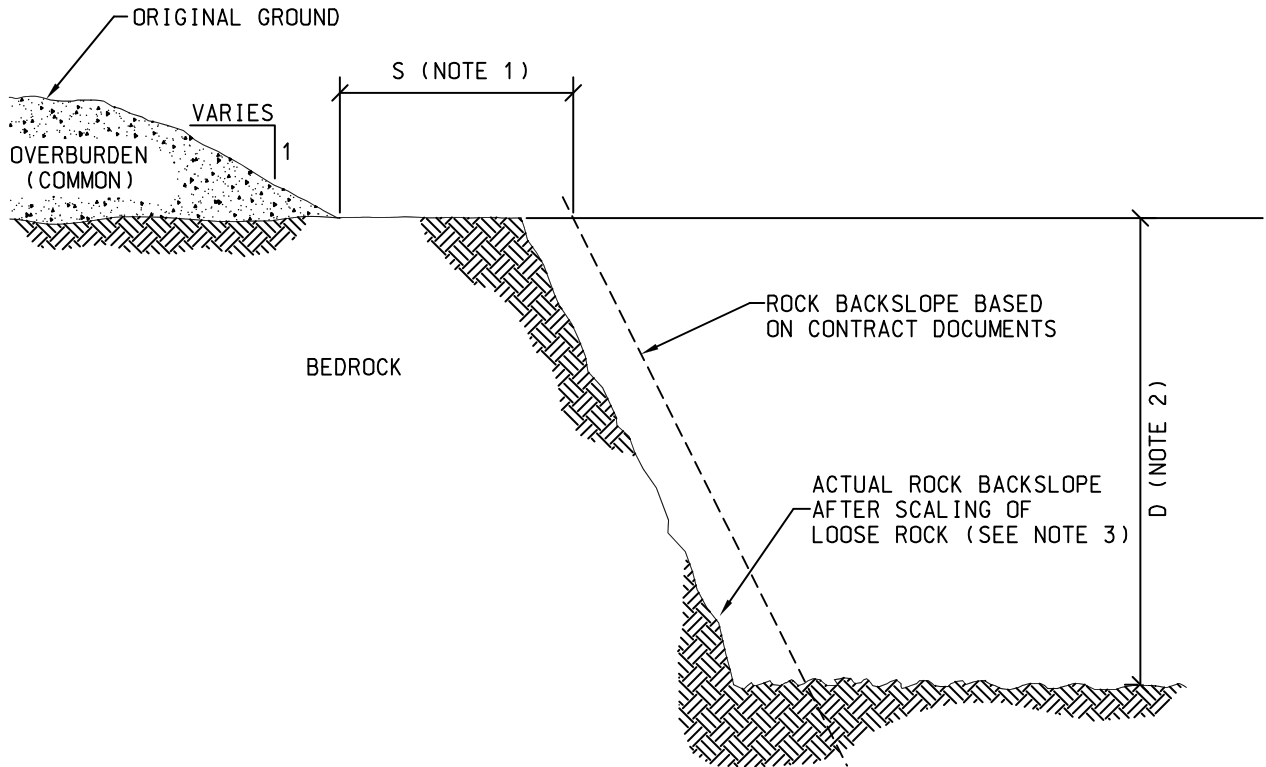 ORIGINAL GROUND
S (NOTE 1)
VARIES
1
OVERBURDEN
(COMMON)
ROCK BACKSLOPE BASED
ON CONTRACT DOCUMENTS
BEDROCK
D (NOTE 2)
ACTUAL ROCK BACKSLOPE
AFTER SCALING OF
LOOSE ROCK (SEE NOTE 3)